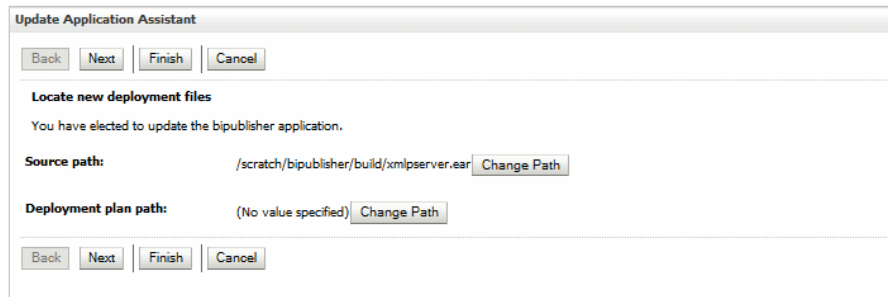 Update Application Assistant
Back Next Finish Cancel
Locate new deployment files
You have elected to update the bipublisher application.
Source path: /scratch/bipublisher/build/xmlpserver.ear Change Path
Deployment plan path: (No value specified) Change Path
Back Next Finish Cancel